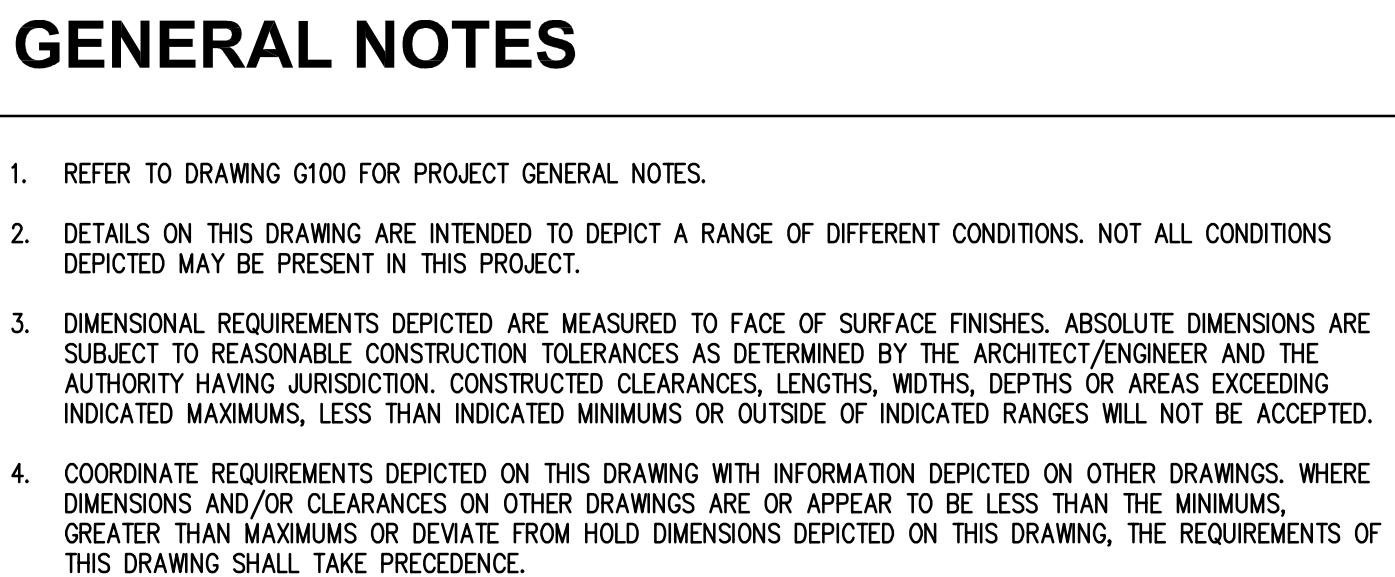 GENERAL NOTES
1. REFER TO DRAWING G100 FOR PROJECT GENERAL NOTES.
2. DETAILS ON THIS DRAWING ARE INTENDED TO DEPICT A RANGE OF DIFFERENT CONDITIONS. NOT ALL CONDITIONS
DEPICTED MAY BE PRESENT IN THIS PROJECT.
3. DIMENSIONAL REQUIREMENTS DEPICTED ARE MEASURED TO FACE OF SURFACE FINISHES. ABSOLUTE DIMENSIONS ARE
SUBJECT TO REASONABLE CONSTRUCTION TOLERANCES AS DETERMINED BY THE ARCHITECT/ENGINEER AND THE
AUTHORITY HAVING JURISDICTION. CONSTRUCTED CLEARANCES, LENGTHS, WIDTHS, DEPTHS OR AREAS EXCEEDING
INDICATED MAXIMUMS, LESS THAN INDICATED MINIMUMS OR OUTSIDE OF INDICATED RANGES WILL NOT BE ACCEPTED.
4. COORDINATE REQUIREMENTS DEPICTED ON THIS DRAWING WITH INFORMATION DEPICTED ON OTHER DRAWINGS. WHERE
DIMENSIONS AND/OR CLEARANCES ON OTHER DRAWINGS ARE OR APPEAR TO BE LESS THAN THE MINIMUMS,
GREATER THAN MAXIMUMS OR DEVIATE FROM HOLD DIMENSIONS DEPICTED ON THIS DRAWING, THE REQUIREMENTS OF
THIS DRAWING SHALL TAKE PRECEDENCE.